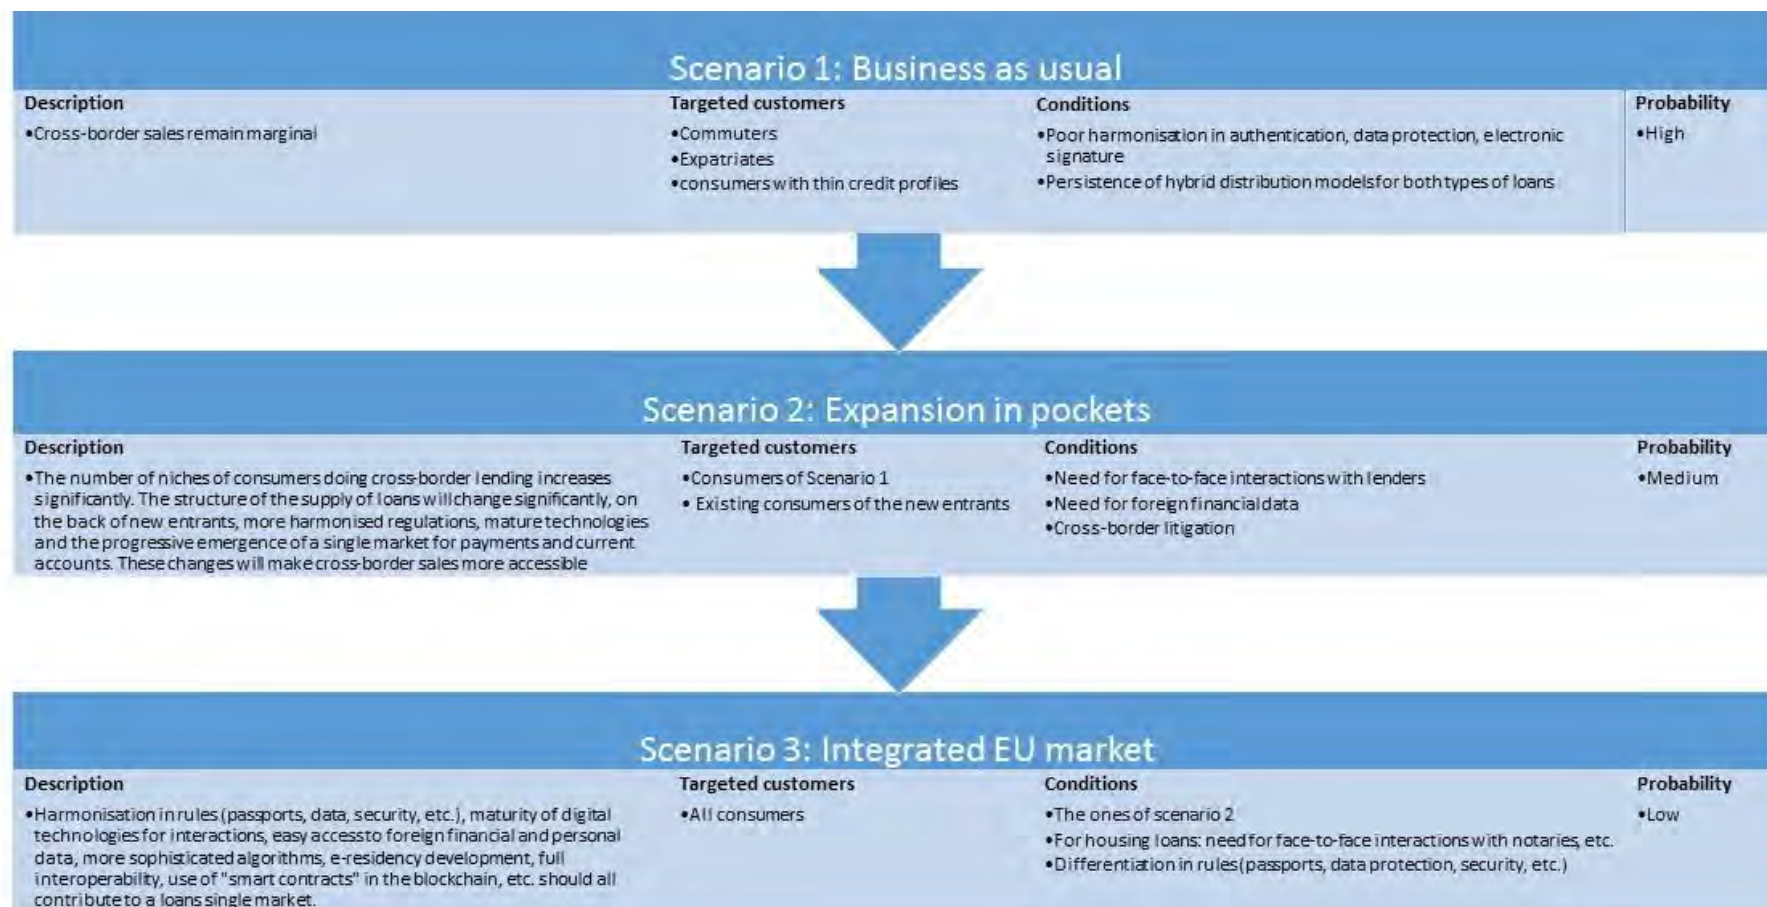 Scenario 1: Business as usual
Description
•Cross-border sales remain marginal
Targeted customers
•Commuters
•Expatriates
•consumers with thin credit profiles
Conditions
•Poor harmonisation in authentication, data protection, electronic
signature
•Persistence of hybrid distribution models for both types of loans
Probability
•High
Scenario 2: Expansion in pockets
Description
•The number of niches of consumers doing cross-border lending increases
significantly. The structure of the supply of loans will change significantly, on
the back of new entrants, more harmonised regulations, mature technologies
and the progressive emergence of a single market for payments and current
accounts. These changes will make cross-border sales more accessible
Targeted customers
•Consumers of Scenario 1
• Existing consumers of the new entrants
Conditions
•Need for face-to-face interactions with lenders
•Need for foreign financial data
•Cross-border litigation
Probability
•Medium
Scenario 3: Integrated EU market
Description
•Harmonisation in rules (passports, data, security, etc.), maturity of digital
technologies for interactions, easy access to foreign financial and personal
data, more sophisticated algorithms, e-residency development, full
interoperability, use of "smart contracts" in the blockchain, etc. should all
contribute to a loans single market.
Targeted customers
•All consumers
Conditions
•The ones of scenario 2
•For housing loans: need for face-to-face interactions with notaries, etc.
•Differentiation in rules (passports, data protection, security, etc.)
Probability
•Low